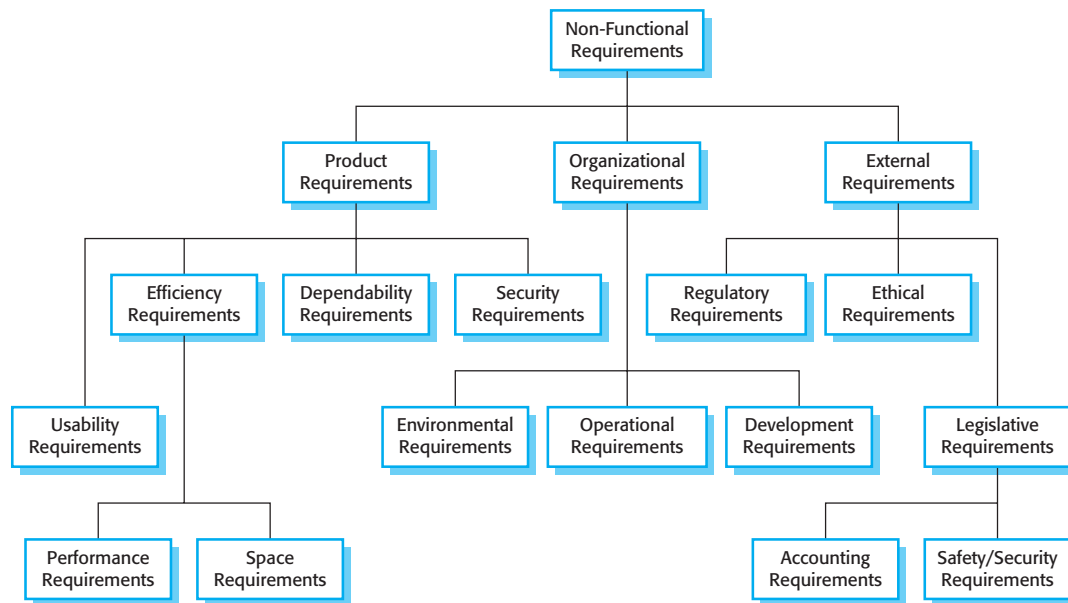 Non-Functional
Requirements
Product
Requirements
Organizational
Requirements
External
Requirements
Efficiency
Requirements
Dependability
Requirements
Security
Requirements
Regulatory
Requirements
Ethical
Requirements
Usability
Requirements
Environmental
Requirements
Operational
Requirements
Development
Requirements
Legislative
Requirements
Performance
Requirements
Space
Requirements
Accounting
Requirements
Safety/Security
Requirements